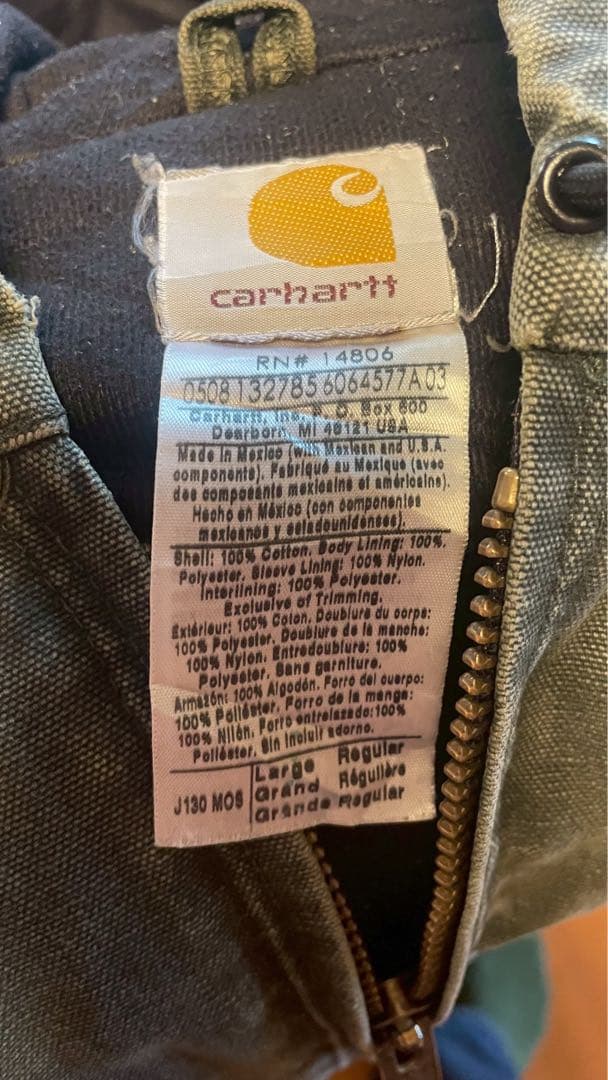 carhartt
RN# 14806
0508132785 6064577A03
Carhartt, Inc. P. O. Box 600
Dearborn, MI 48121 USA
Made in Mexico (with Mexican and U.S.A.
components). Fabriqué au Mexique (avec
des composants mexicains et américains).
Hecho en México (con componentes
mexicanos y estadounidenses).
Shell: 100% Cotton. Body Lining: 100%.
Polyester. Sleeve Lining: 100% Nylon.
Interlining: 100% Polyester.
Exclusive of Trimming.
Extérieur: 100% Coton. Doublure du corps:
100% Polyester. Doublure de la manche:
100% Nylon. Entredoublure: 100%
Polyester. Sans garniture.
Armazón: 100% Algodón. Forro del cuerpo:
100% Poliéster. Forro de la manga:
100% Nilón. Forro entrelazado:100%
Poliéster. Sin incluir adorno.
J130 MOS
Large Regular
Grand Régulière
Grande Regular